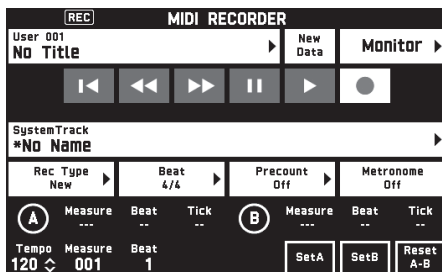 REC MIDI RECORDER
User 001
No Title
New Data
Monitor
SystemTrack
*No Name
Rec Type
New
Beat
4/4
Precount
Off
Metronome
Off
A Measure Beat Tick B Measure Beat Tick
--- -- -- --- -- --
Tempo Measure Beat
120 001 1
SetA SetB Reset A-B